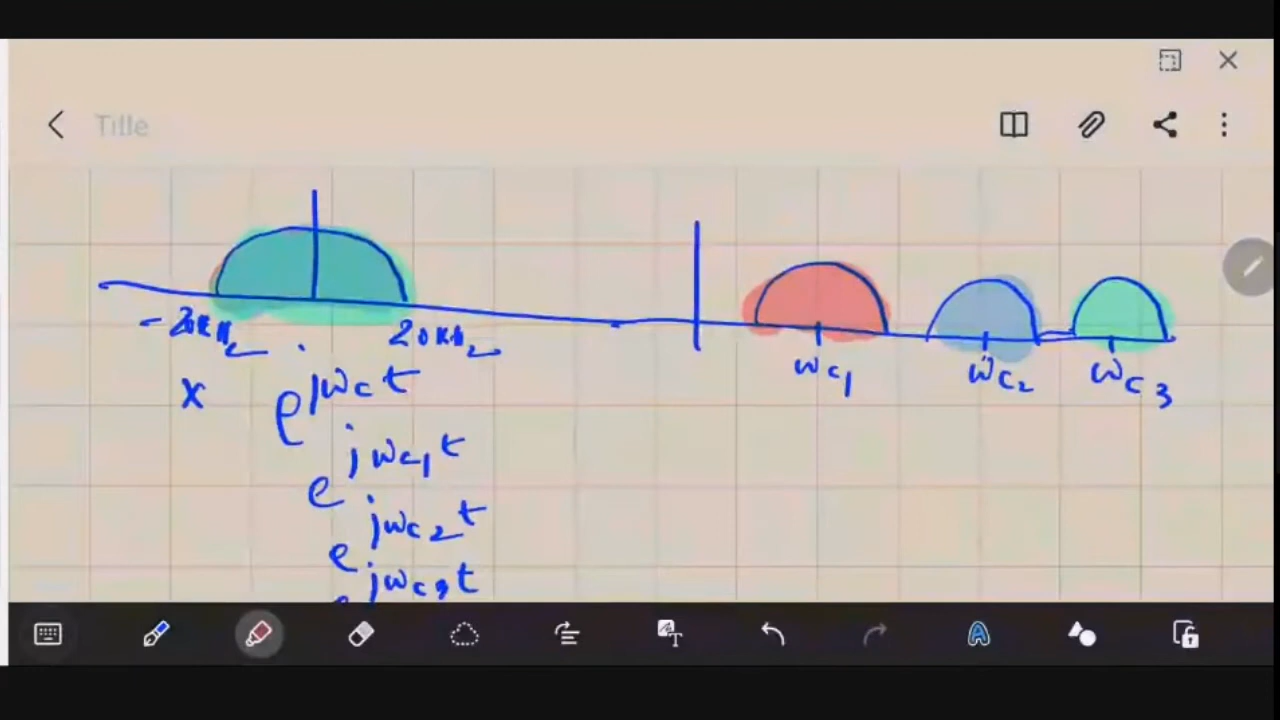 Title
-20KHz 20KHz
ωc1 ωc2 ωc3
x e^jωct
e^jωc1t
e^jωc2t
e^jωc3t